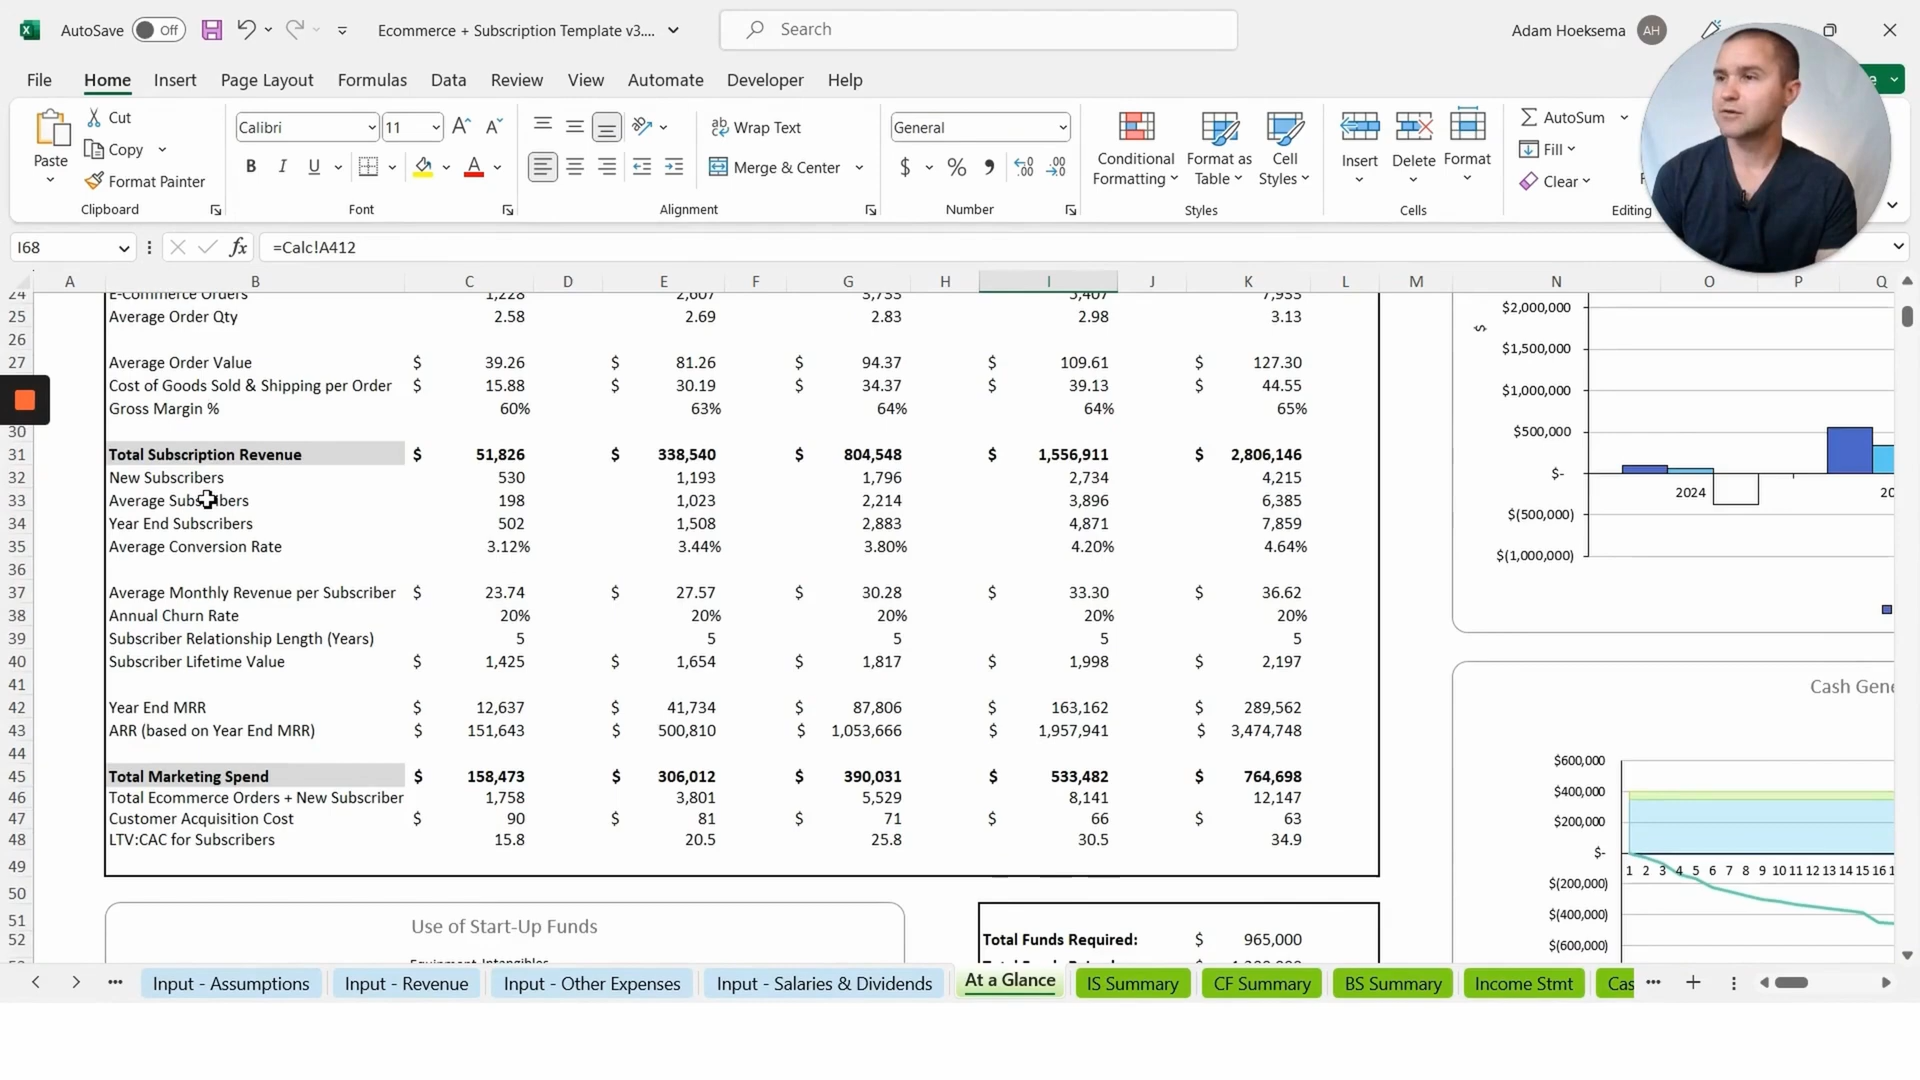 AutoSave Off Ecommerce + Subscription Template v3.... Search Adam Hoeksema AH
File Home Insert Page Layout Formulas Data Review View Automate Developer Help
Paste Cut Copy Format Painter Clipboard
Calibri 11 B I U A Font
ab Wrap Text Merge & Center Alignment
General $ % Number
Conditional Formatting Format as Table Cell Styles Styles
Insert Delete Format Cells
AutoSum Fill Clear Editing
I68 fx =Calc!A412
A B C D E F G H I J K L M N O P Q
24 E-Commerce Orders 1,228 2,607 3,733 5,407 7,933
25 Average Order Qty 2.58 2.69 2.83 2.98 3.13
26
27 Average Order Value $ 39.26 $ 81.26 $ 94.37 $ 109.61 $ 127.30
28 Cost of Goods Sold & Shipping per Order $ 15.88 $ 30.19 $ 34.37 $ 39.13 $ 44.55
Gross Margin % 60% 63% 64% 64% 65%
30
31 Total Subscription Revenue $ 51,826 $ 338,540 $ 804,548 $ 1,556,911 $ 2,806,146
32 New Subscribers 530 1,193 1,796 2,734 4,215
33 Average Subscribers 198 1,023 2,214 3,896 6,385
34 Year End Subscribers 502 1,508 2,883 4,871 7,859
35 Average Conversion Rate 3.12% 3.44% 3.80% 4.20% 4.64%
36
37 Average Monthly Revenue per Subscriber $ 23.74 $ 27.57 $ 30.28 $ 33.30 $ 36.62
38 Annual Churn Rate 20% 20% 20% 20% 20%
39 Subscriber Relationship Length (Years) 5 5 5 5 5
40 Subscriber Lifetime Value $ 1,425 $ 1,654 $ 1,817 $ 1,998 $ 2,197
41
42 Year End MRR $ 12,637 $ 41,734 $ 87,806 $ 163,162 $ 289,562
43 ARR (based on Year End MRR) $ 151,643 $ 500,810 $ 1,053,666 $ 1,957,941 $ 3,474,748
44
45 Total Marketing Spend $ 158,473 $ 306,012 $ 390,031 $ 533,482 $ 764,698
46 Total Ecommerce Orders + New Subscriber 1,758 3,801 5,529 8,141 12,147
47 Customer Acquisition Cost $ 90 $ 81 $ 71 $ 66 $ 63
48 LTV:CAC for Subscribers 15.8 20.5 25.8 30.5 34.9
49
50
51 Use of Start-Up Funds
52 Total Funds Required: $ 965,000
Equipment-Intangibles
$2,000,000
$
$1,500,000
$1,000,000
$500,000
$-
2024 20
$(500,000)
$(1,000,000)
Cash Gene
$600,000
$400,000
$200,000
$-
1 2 3 4 5 6 7 8 9 10 11 12 13 14 15 16 1
$(200,000)
$(400,000)
$(600,000)
Input - Assumptions Input - Revenue Input - Other Expenses Input - Salaries & Dividends At a Glance IS Summary CF Summary BS Summary Income Stmt Cas